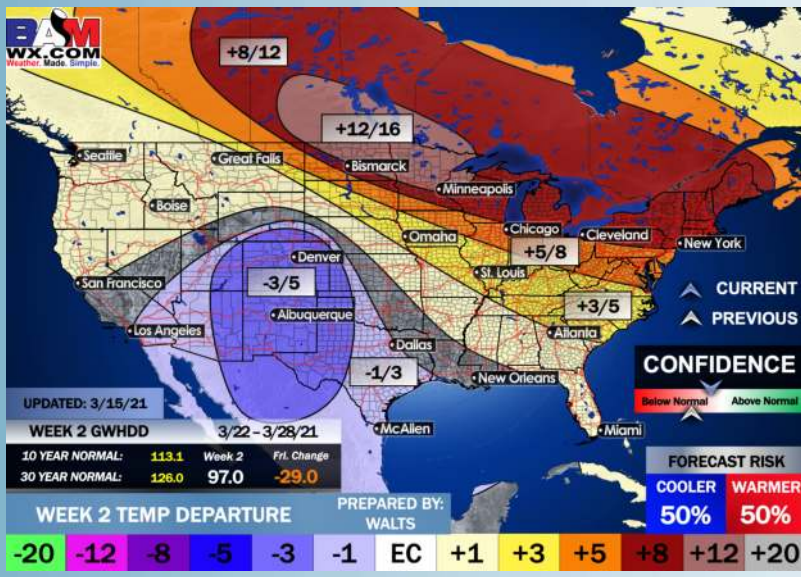 BAM
WX.COM
Weather. Made. Simple.
+8/12
+12/16
Seattle
Great Falls
Bismarck
Minneapolis
Boise
Omaha
Chicago
Cleveland
New York
+5/8
Denver
St. Louis
San Francisco
-3/5
+3/5
CURRENT
Albuquerque
PREVIOUS
Los Angeles
Atlanta
Dallas
-1/3
New Orleans
CONFIDENCE
Below Normal Above Normal
McAllen
Miami
UPDATED: 3/15/21
WEEK 2 GWHDD 3/22 – 3/28/21
10 YEAR NORMAL: 113.1 Week 2 Fri. Change
30 YEAR NORMAL: 126.0 97.0 -29.0
FORECAST RISK
COOLER WARMER
50% 50%
WEEK 2 TEMP DEPARTURE
PREPARED BY:
WALTS
-20 -12 -8 -5 -3 -1 EC +1 +3 +5 +8 +12 +20